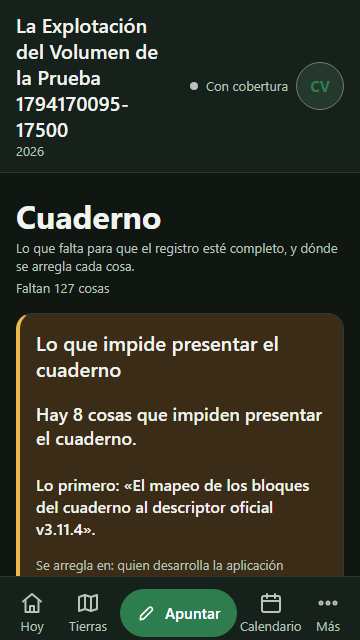 La Explotación
del Volumen de
la Prueba
1794170095-
17500
2026
Con cobertura
CV
Cuaderno
Lo que falta para que el registro esté completo, y dónde
se arregla cada cosa.
Faltan 127 cosas
Lo que impide presentar el
cuaderno
Hay 8 cosas que impiden presentar
el cuaderno.
Lo primero: «El mapeo de los bloques
del cuaderno al descriptor oficial
v3.11.4».
Se arregla en: quien desarrolla la aplicación
Hoy
Tierras
Apuntar
Calendario
Más